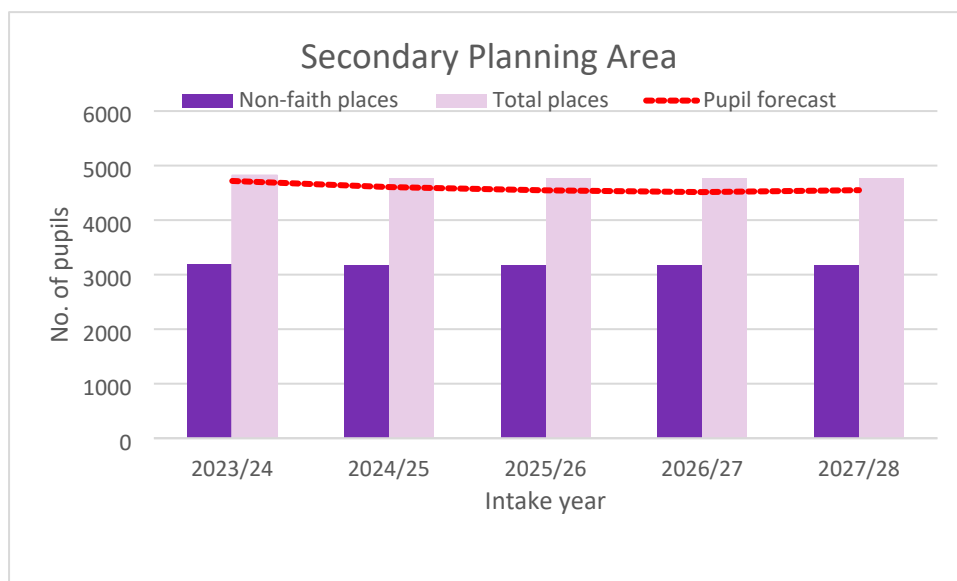 Secondary Planning Area
Non-faith places Total places Pupil forecast
6000
5000
4000
3000
2000
1000
0
No. of pupils
2023/24 2024/25 2025/26 2026/27 2027/28
Intake year